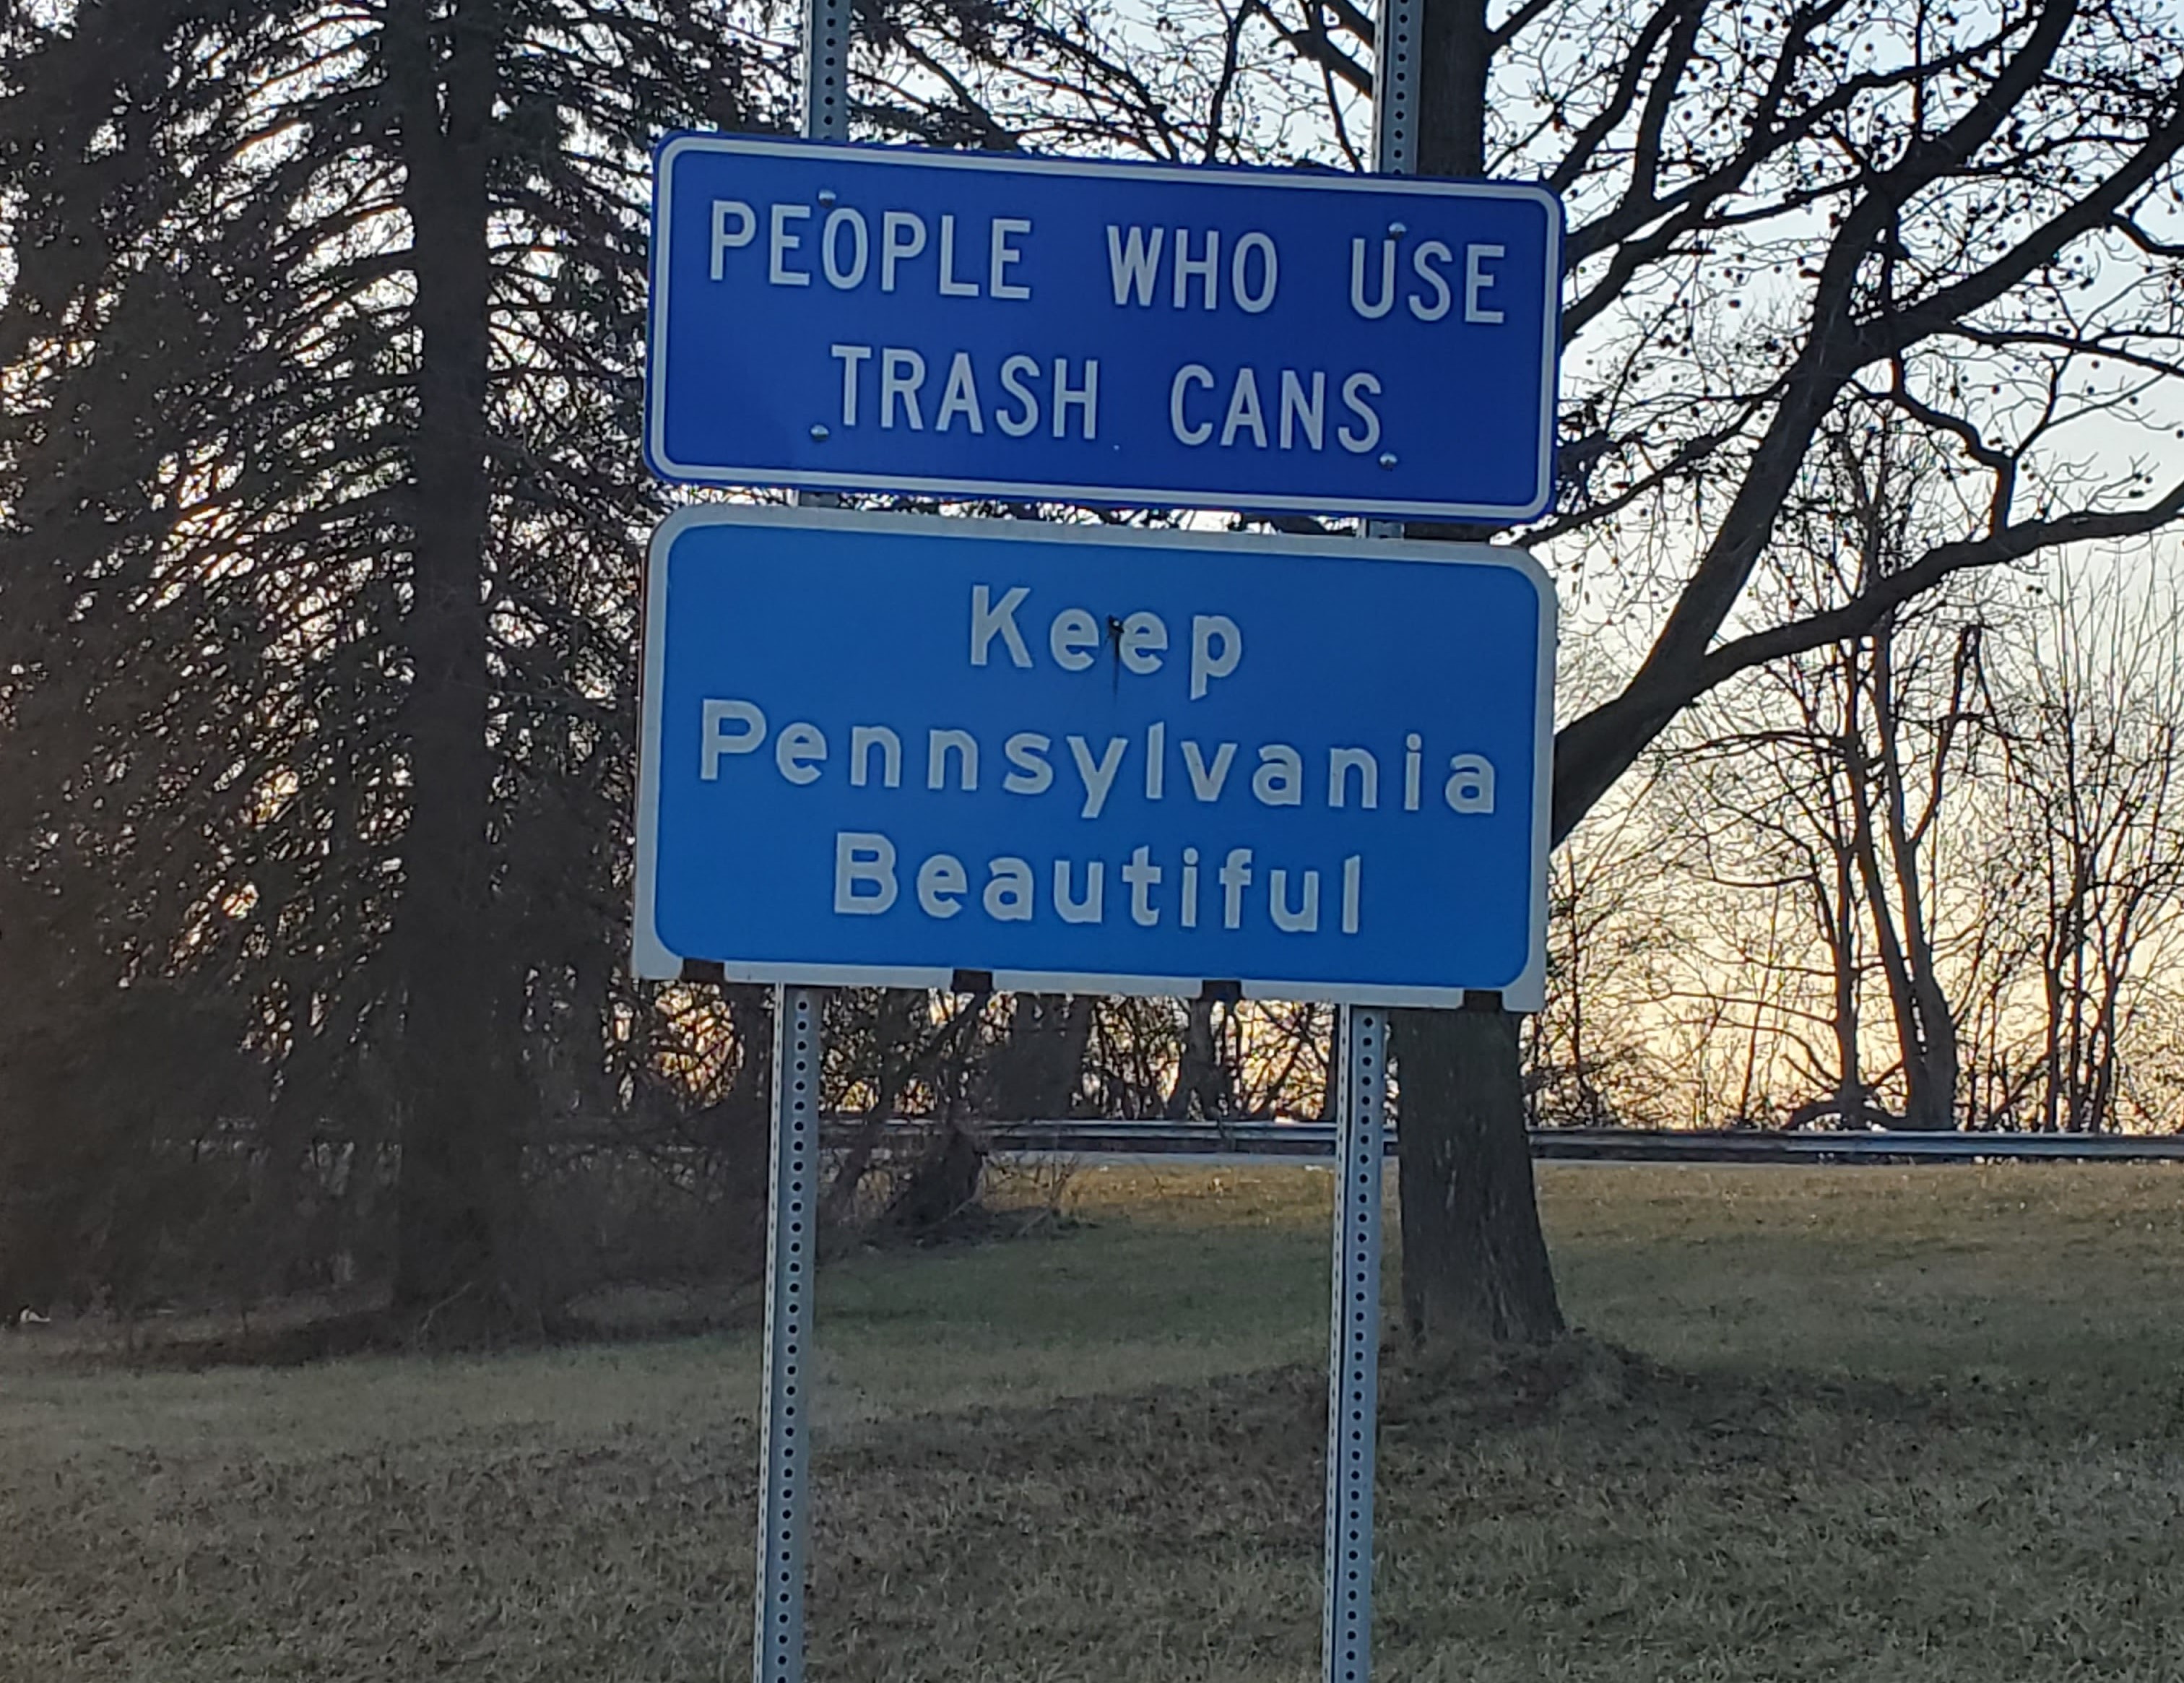 PEOPLE WHO USE
TRASH CANS
Keep
Pennsylvania
Beautiful